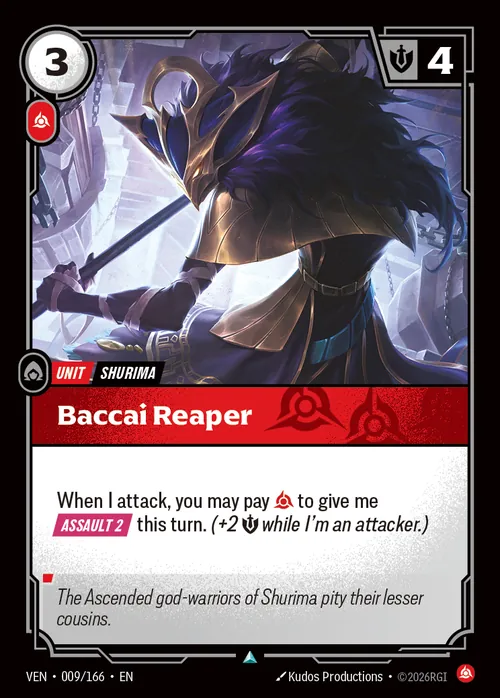 3
4
UNIT
SHURIMA
Baccai Reaper
When I attack, you may pay to give me
ASSAULT 2 this turn. (+2 while I'm an attacker.)
The Ascended god-warriors of Shurima pity their lesser
cousins.
VEN • 009/166 • EN
Kudos Productions • ©2026RGI